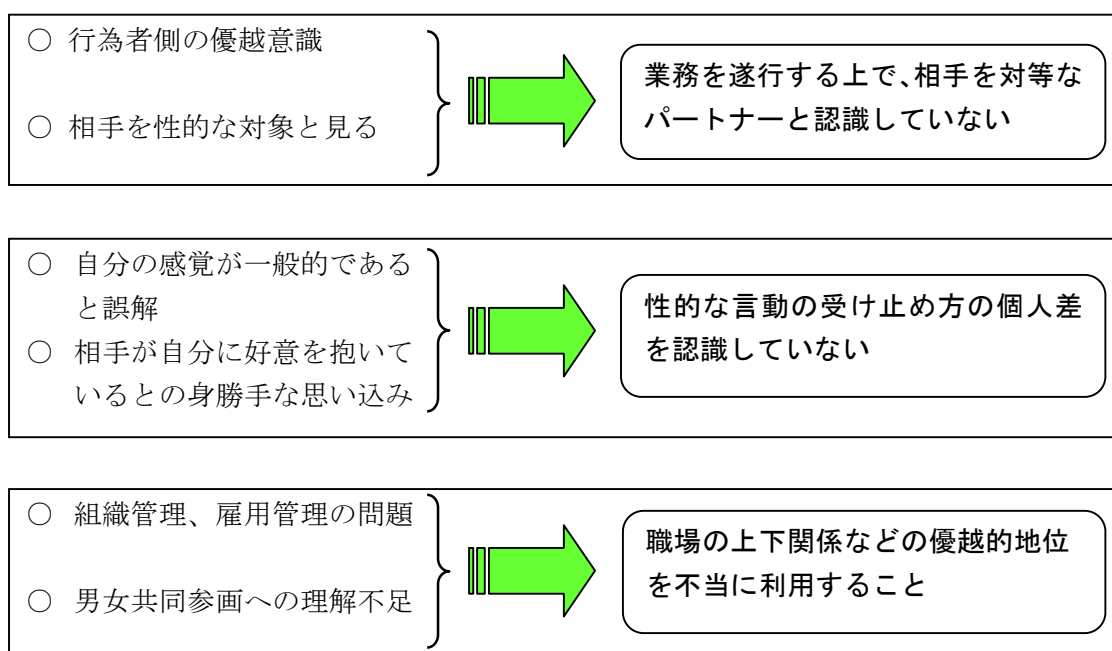 ○ 行為者側の優越意識
○ 相手を性的な対象と見る
業務を遂行する上で、相手を対等な
パートナーと認識していない
○ 自分の感覚が一般的である
と誤解
○ 相手が自分に好意を抱いて
いるとの身勝手な思い込み
性的な言動の受け止め方の個人差
を認識していない
○ 組織管理、雇用管理の問題
○ 男女共同参画への理解不足
職場の上下関係などの優越的地位
を不当に利用すること